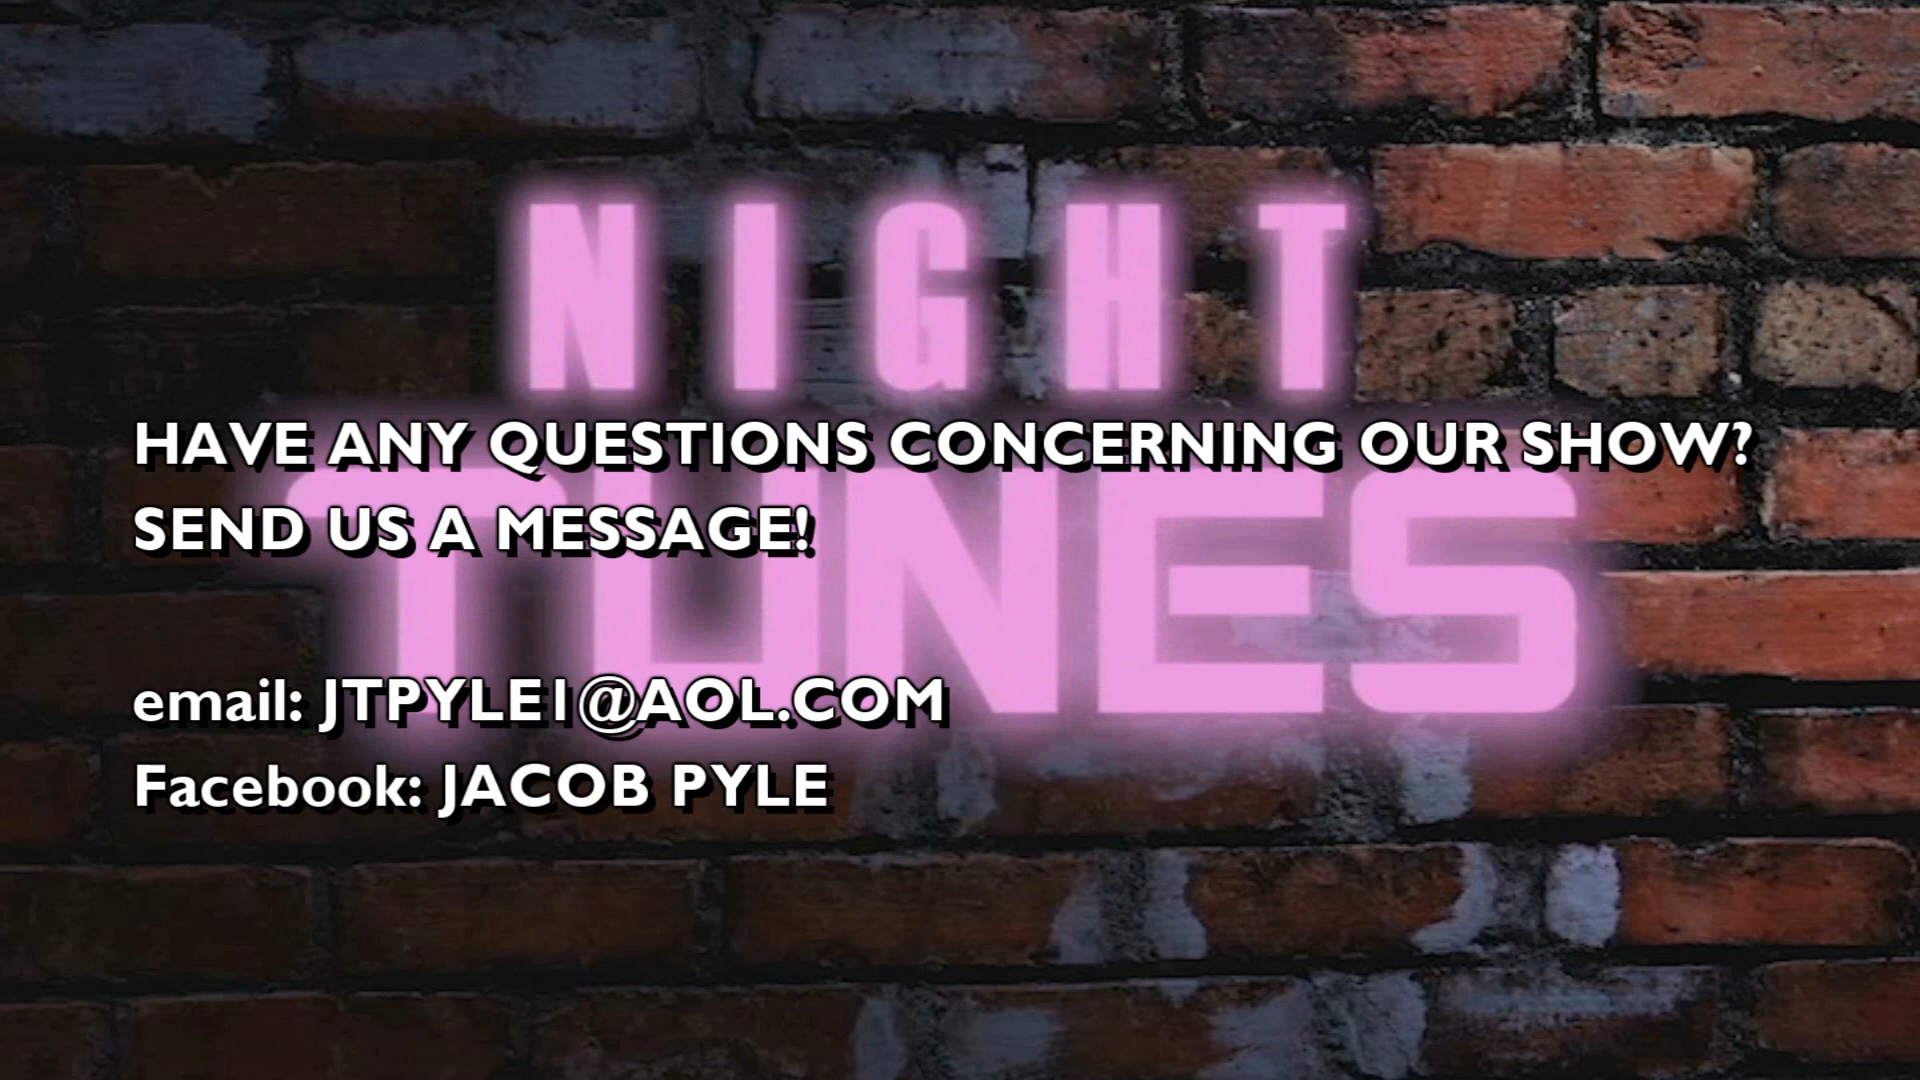 NIGHT
TUNES
HAVE ANY QUESTIONS CONCERNING OUR SHOW?
SEND US A MESSAGE!
email: JTPYLE1@AOL.COM
Facebook: JACOB PYLE